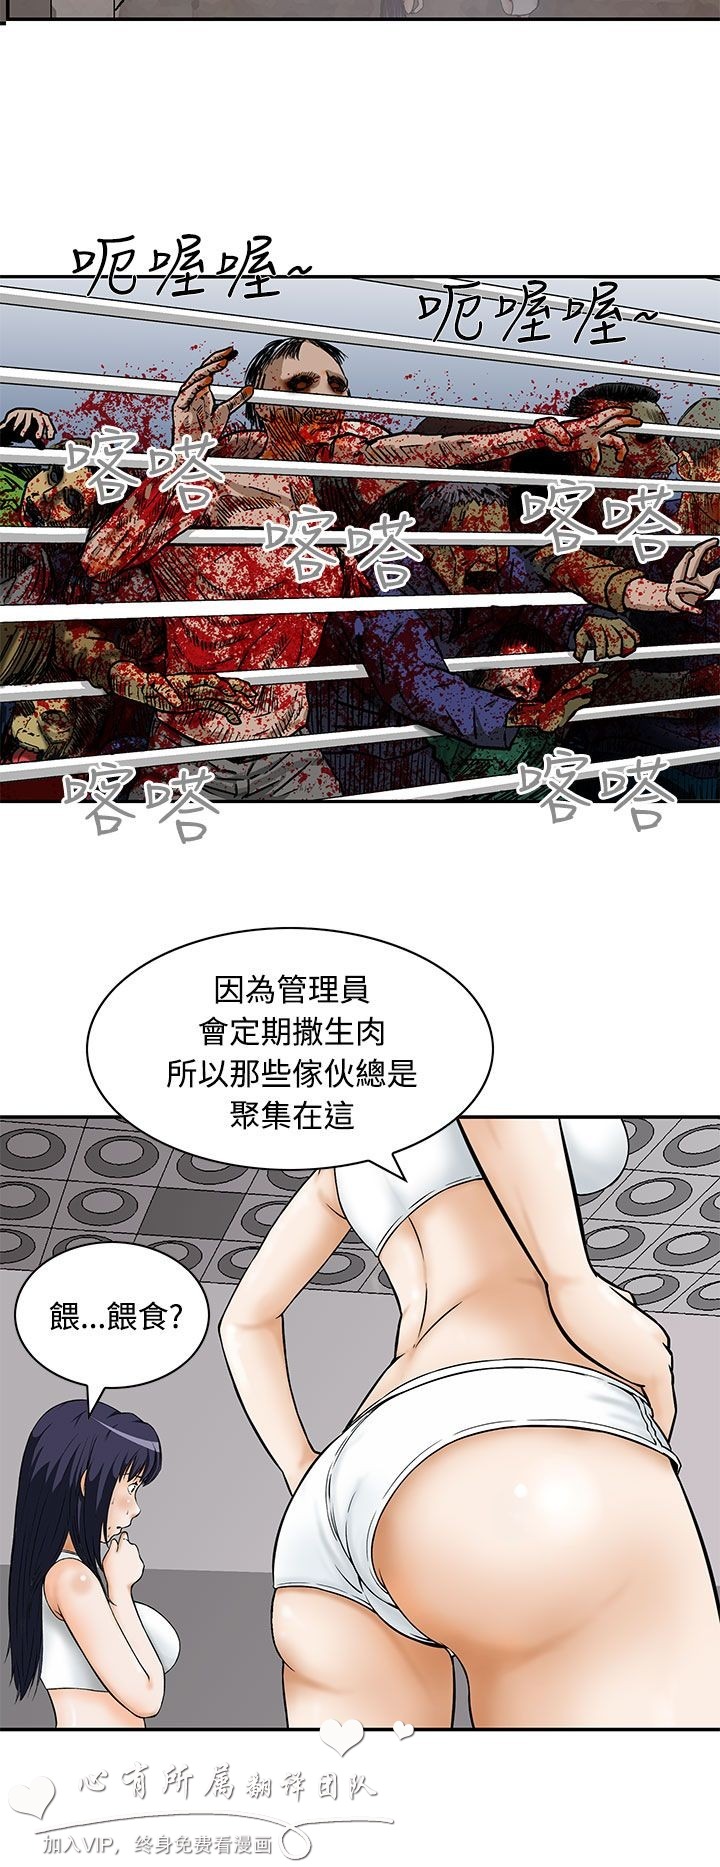 呃喔喔~
呃喔喔~
喀嗒
喀嗒
喀嗒
喀嗒
喀嗒
因為管理員
會定期撒生肉
所以那些傢伙總是
聚集在這
餵...餵食?
心有所属翻译团队
加入VIP，终身免费看漫画